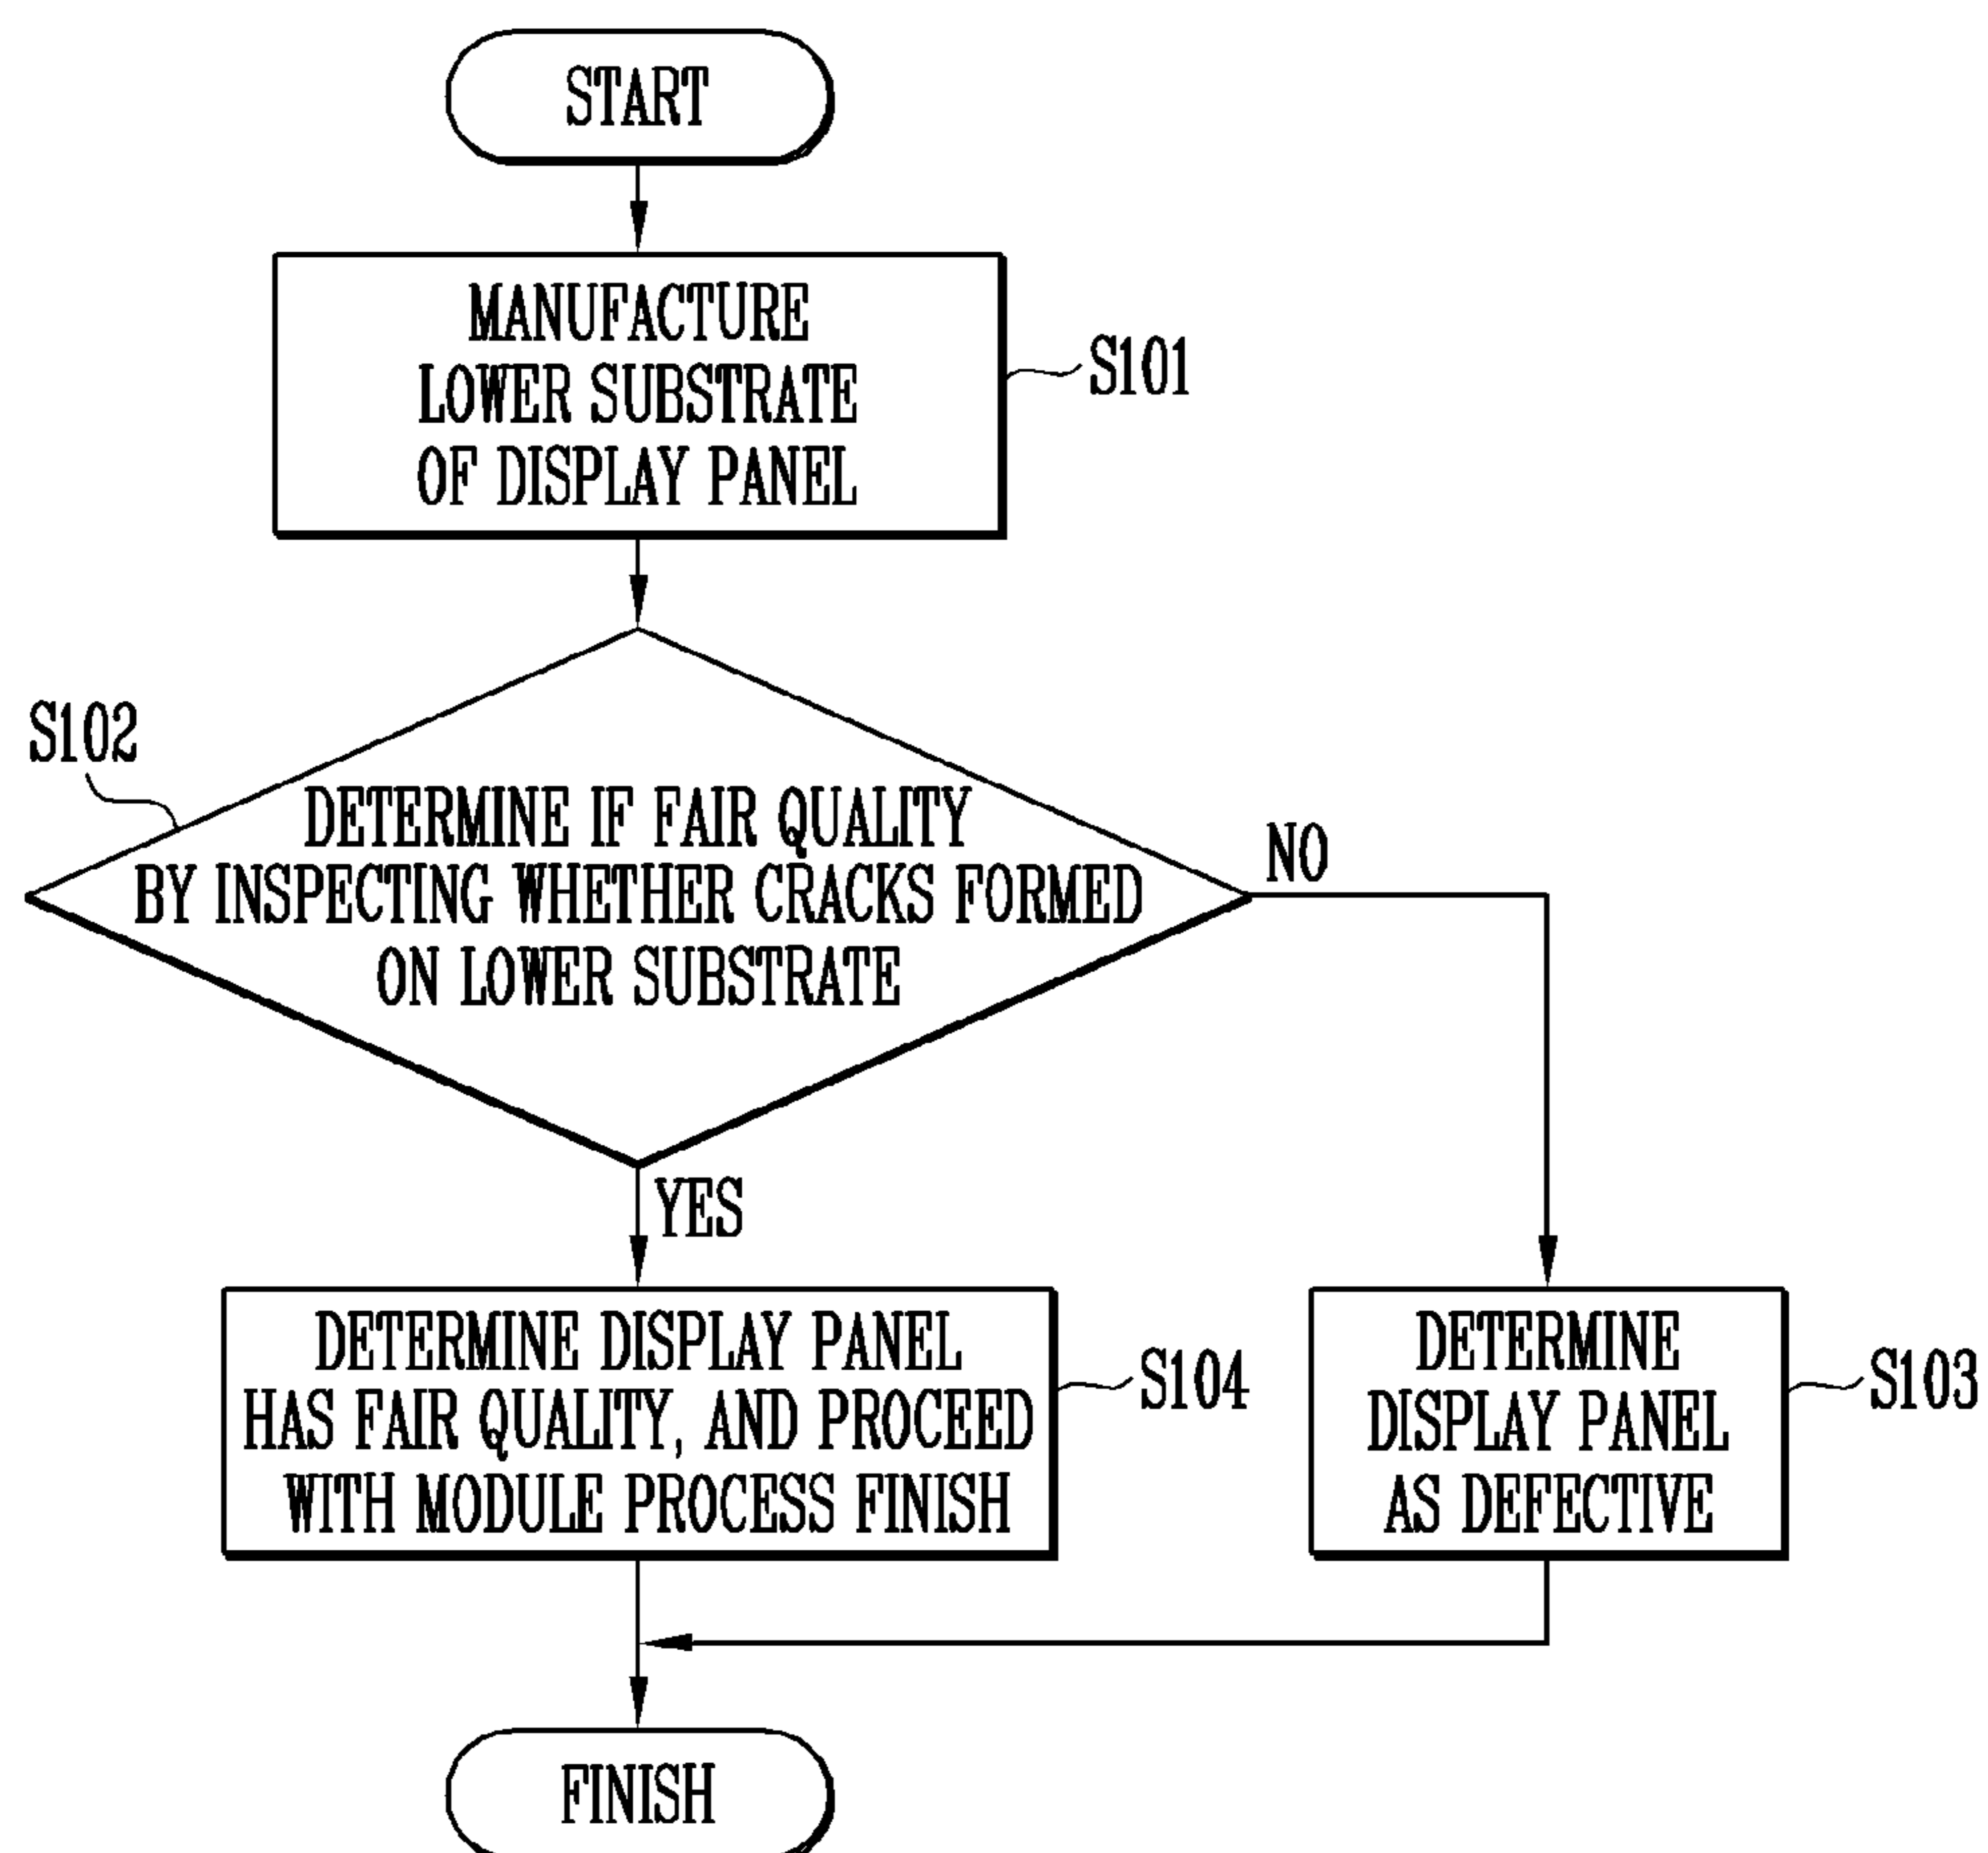 START
MANUFACTURE
LOWER SUBSTRATE
OF DISPLAY PANEL
S101
S102
DETERMINE IF FAIR QUALITY
BY INSPECTING WHETHER CRACKS FORMED
ON LOWER SUBSTRATE
NO
YES
DETERMINE DISPLAY PANEL
HAS FAIR QUALITY, AND PROCEED
WITH MODULE PROCESS FINISH
S104
DETERMINE
DISPLAY PANEL
AS DEFECTIVE
S103
FINISH